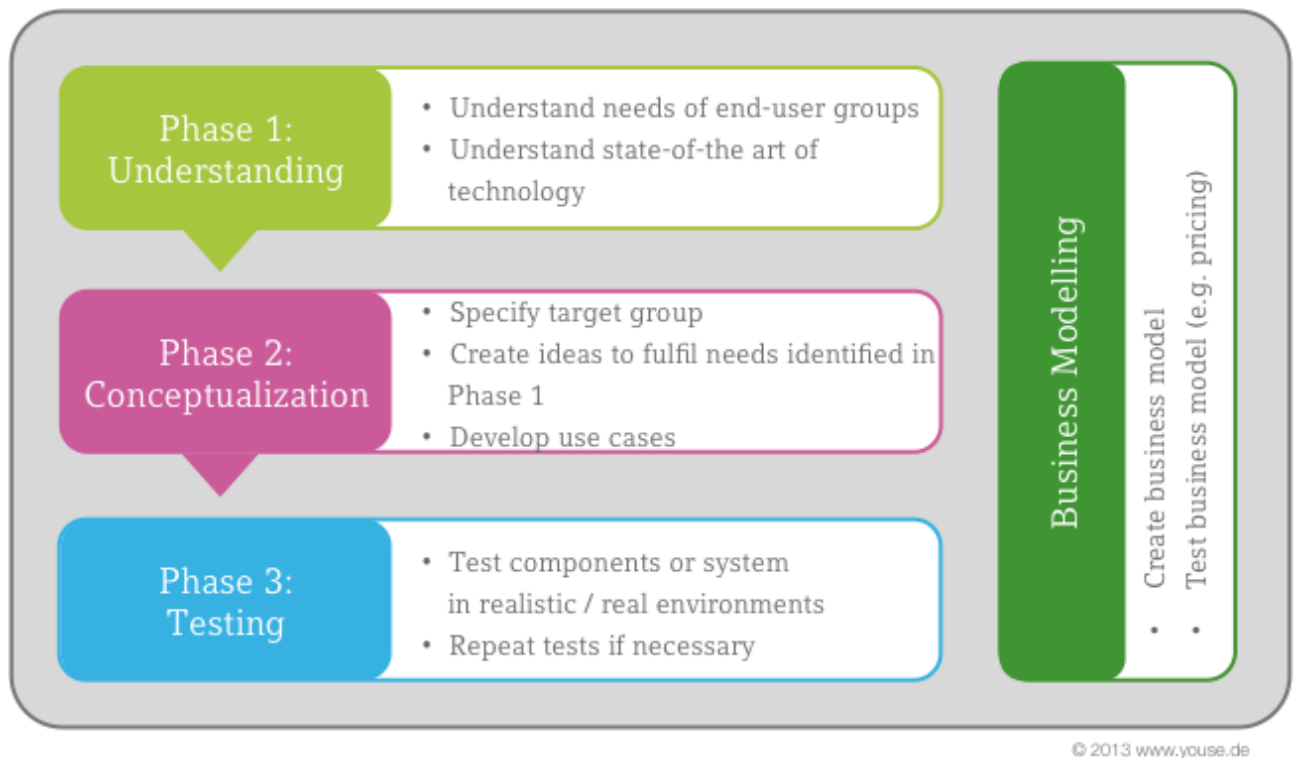 Phase 1:
Understanding
• Understand needs of end-user groups
• Understand state-of-the art of
technology
Phase 2:
Conceptualization
• Specify target group
• Create ideas to fulfil needs identified in
Phase 1
• Develop use cases
Phase 3:
Testing
• Test components or system
in realistic / real environments
• Repeat tests if necessary
Business Modelling
• Create business model
• Test business model (e.g. pricing)
© 2013 www.youse.de